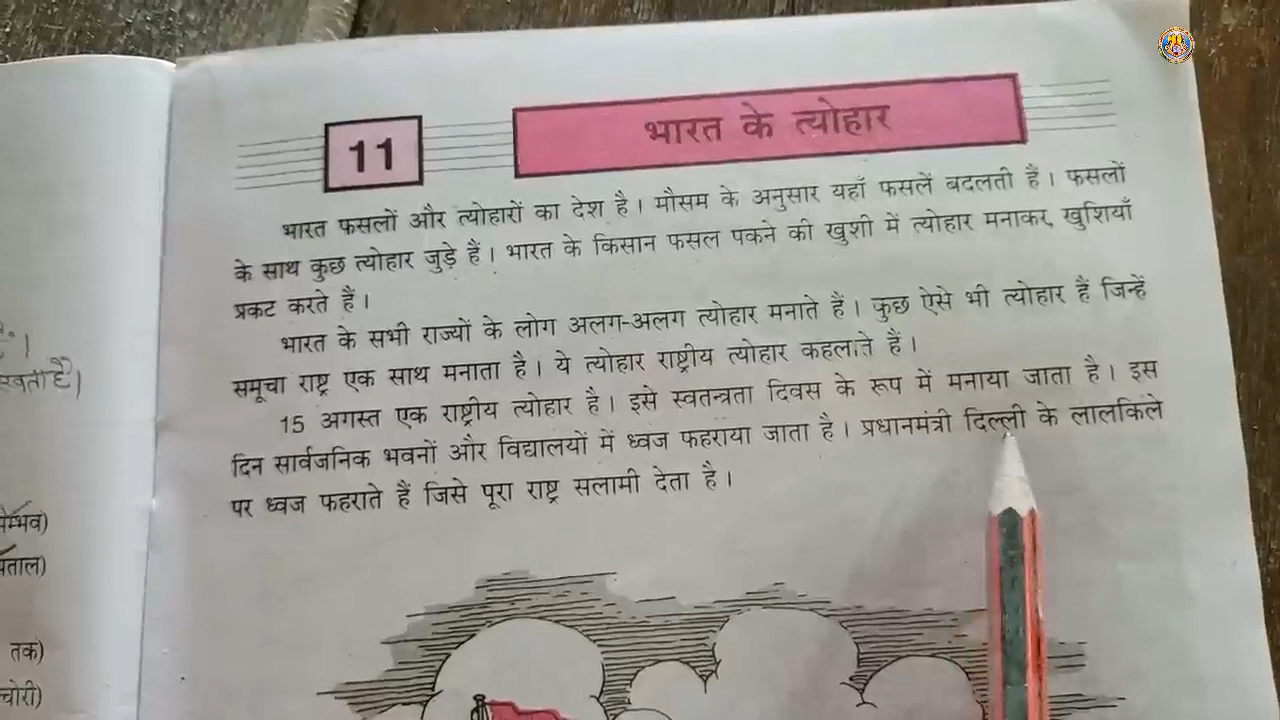 11
भारत के त्योहार
भारत फसलों और त्योहारों का देश है। मौसम के अनुसार यहाँ फसलें बदलती हैं। फसलों
के साथ कुछ त्योहार जुड़े हैं। भारत के किसान फसल पकने की खुशी में त्योहार मनाकर, खुशियाँ
प्रकट करते हैं।
भारत के सभी राज्यों के लोग अलग-अलग त्योहार मनाते हैं। कुछ ऐसे भी त्योहार हैं जिन्हें
समूचा राष्ट्र एक साथ मनाता है। ये त्योहार राष्ट्रीय त्योहार कहलाते हैं।
15 अगस्त एक राष्ट्रीय त्योहार है। इसे स्वतन्त्रता दिवस के रूप में मनाया जाता है। इस
दिन सार्वजनिक भवनों और विद्यालयों में ध्वज फहराया जाता है। प्रधानमंत्री दिल्ली के लालकिले
पर ध्वज फहराते हैं जिसे पूरा राष्ट्र सलामी देता है।
तक)
चोरी)